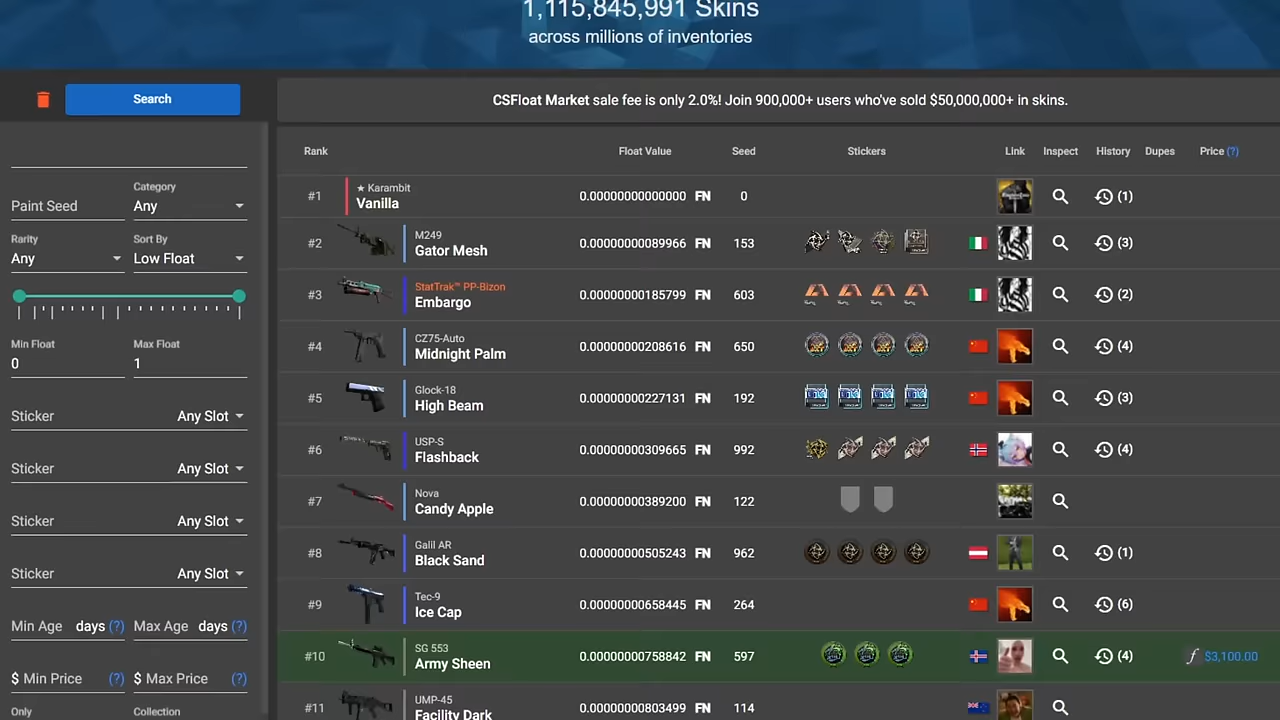 1,115,845,991 Skins
across millions of inventories
Search
CSFloat Market sale fee is only 2.0%! Join 900,000+ users who've sold $50,000,000+ in skins.
Rank Float Value Seed Stickers Link Inspect History Dupes Price (?)
Category
Paint Seed Any
Rarity Sort By
Any Low Float
Min Float Max Float
0 1
Sticker Any Slot
Sticker Any Slot
Sticker Any Slot
Sticker Any Slot
Min Age days (?) Max Age days (?)
$ Min Price (?) $ Max Price (?)
Only Collection
★ Karambit
#1 Vanilla 0.00000000000000 FN 0 (1)
M249
#2 Gator Mesh 0.00000000089966 FN 153 (3)
StatTrak™ PP-Bizon
#3 Embargo 0.00000000185799 FN 603 (2)
CZ75-Auto
#4 Midnight Palm 0.00000000208616 FN 650 (4)
Glock-18
#5 High Beam 0.00000000227131 FN 192 (3)
USP-S
#6 Flashback 0.00000000309665 FN 992 (4)
Nova
#7 Candy Apple 0.00000000389200 FN 122
Galil AR
#8 Black Sand 0.00000000505243 FN 962 (1)
Tec-9
#9 Ice Cap 0.00000000658445 FN 264 (6)
SG 553
#10 Army Sheen 0.00000000758842 FN 597 (4) $3,100.00
UMP-45
#11 Facility Dark 0.00000000803499 FN 114